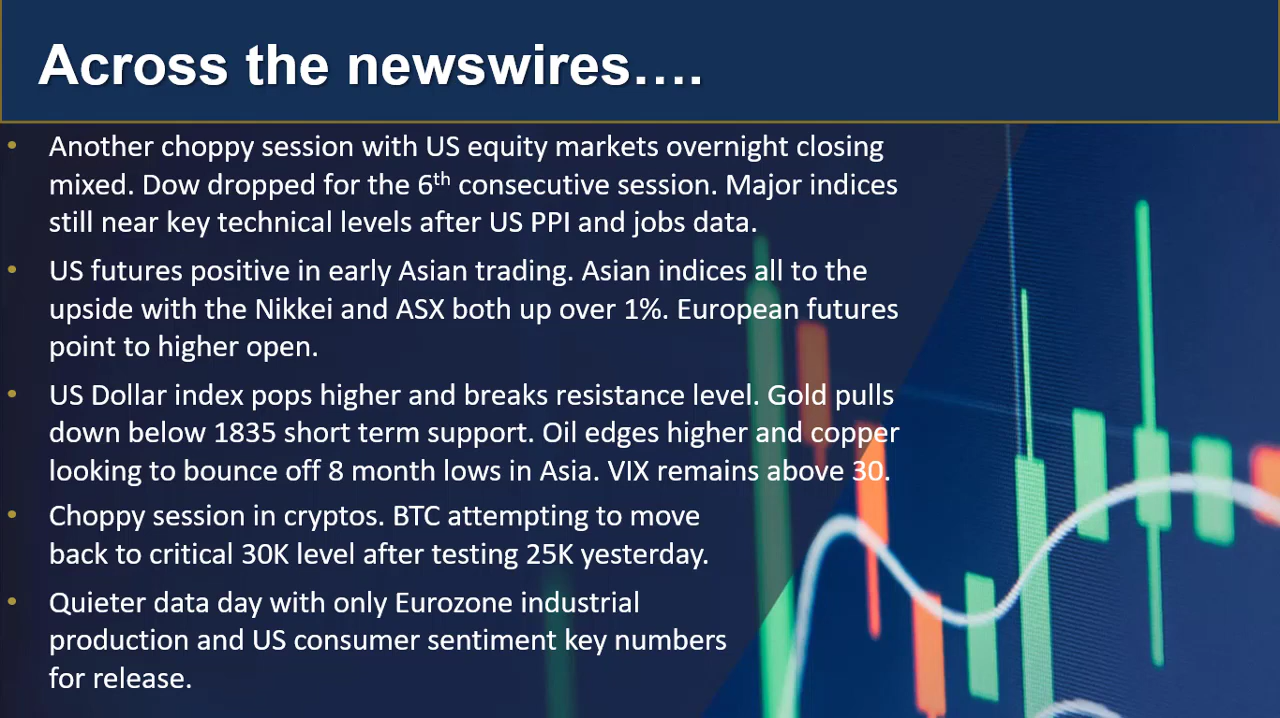 Across the newswires….
• Another choppy session with US equity markets overnight closing
mixed. Dow dropped for the 6th consecutive session. Major indices
still near key technical levels after US PPI and jobs data.
• US futures positive in early Asian trading. Asian indices all to the
upside with the Nikkei and ASX both up over 1%. European futures
point to higher open.
• US Dollar index pops higher and breaks resistance level. Gold pulls
down below 1835 short term support. Oil edges higher and copper
looking to bounce off 8 month lows in Asia. VIX remains above 30.
• Choppy session in cryptos. BTC attempting to move
back to critical 30K level after testing 25K yesterday.
• Quieter data day with only Eurozone industrial
production and US consumer sentiment key numbers
for release.